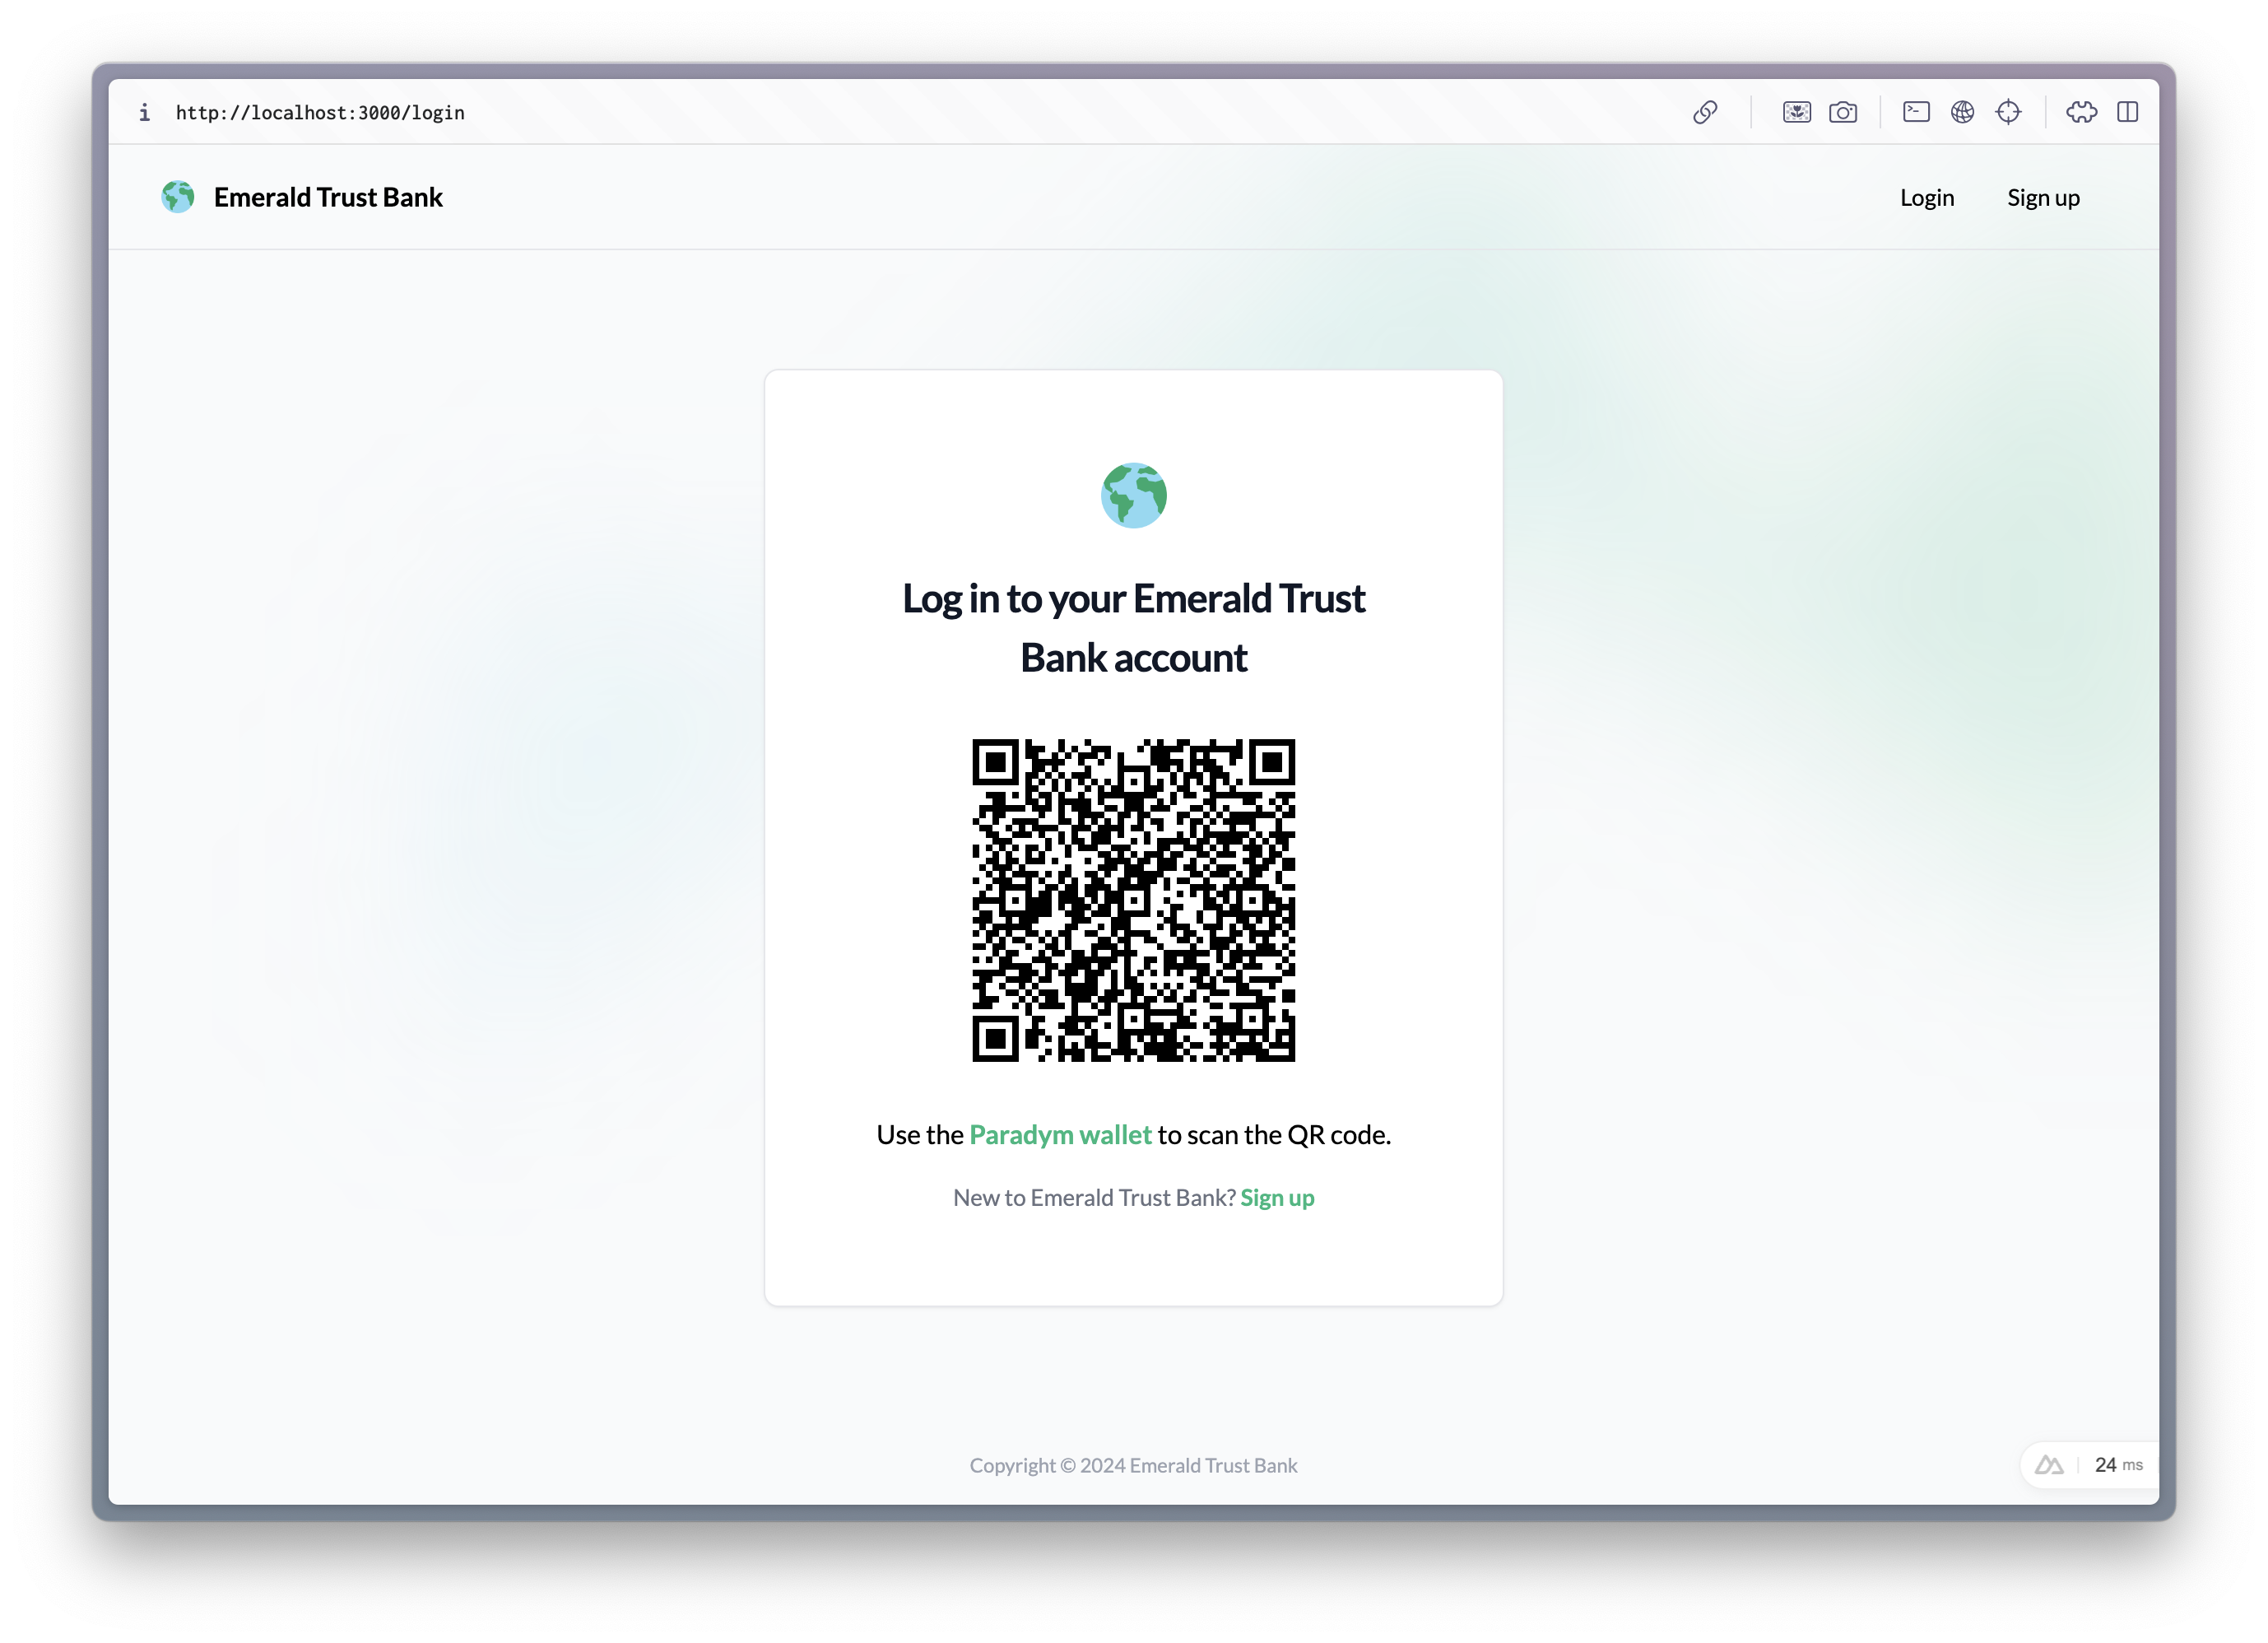 http://localhost:3000/login
Emerald Trust Bank
Login
Sign up
Log in to your Emerald Trust
Bank account
Use the Paradym wallet to scan the QR code.
New to Emerald Trust Bank? Sign up
Copyright © 2024 Emerald Trust Bank
24 ms